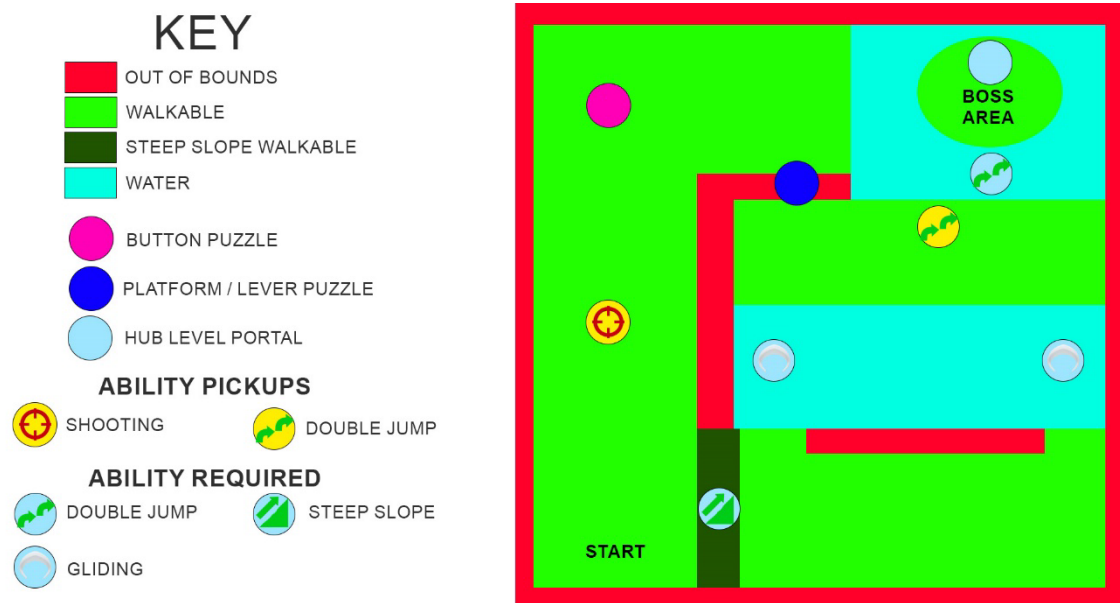 KEY
OUT OF BOUNDS
WALKABLE
STEEP SLOPE WALKABLE
WATER
BUTTON PUZZLE
PLATFORM / LEVER PUZZLE
HUB LEVEL PORTAL
ABILITY PICKUPS
SHOOTING
DOUBLE JUMP
ABILITY REQUIRED
DOUBLE JUMP
STEEP SLOPE
GLIDING
BOSS
AREA
START